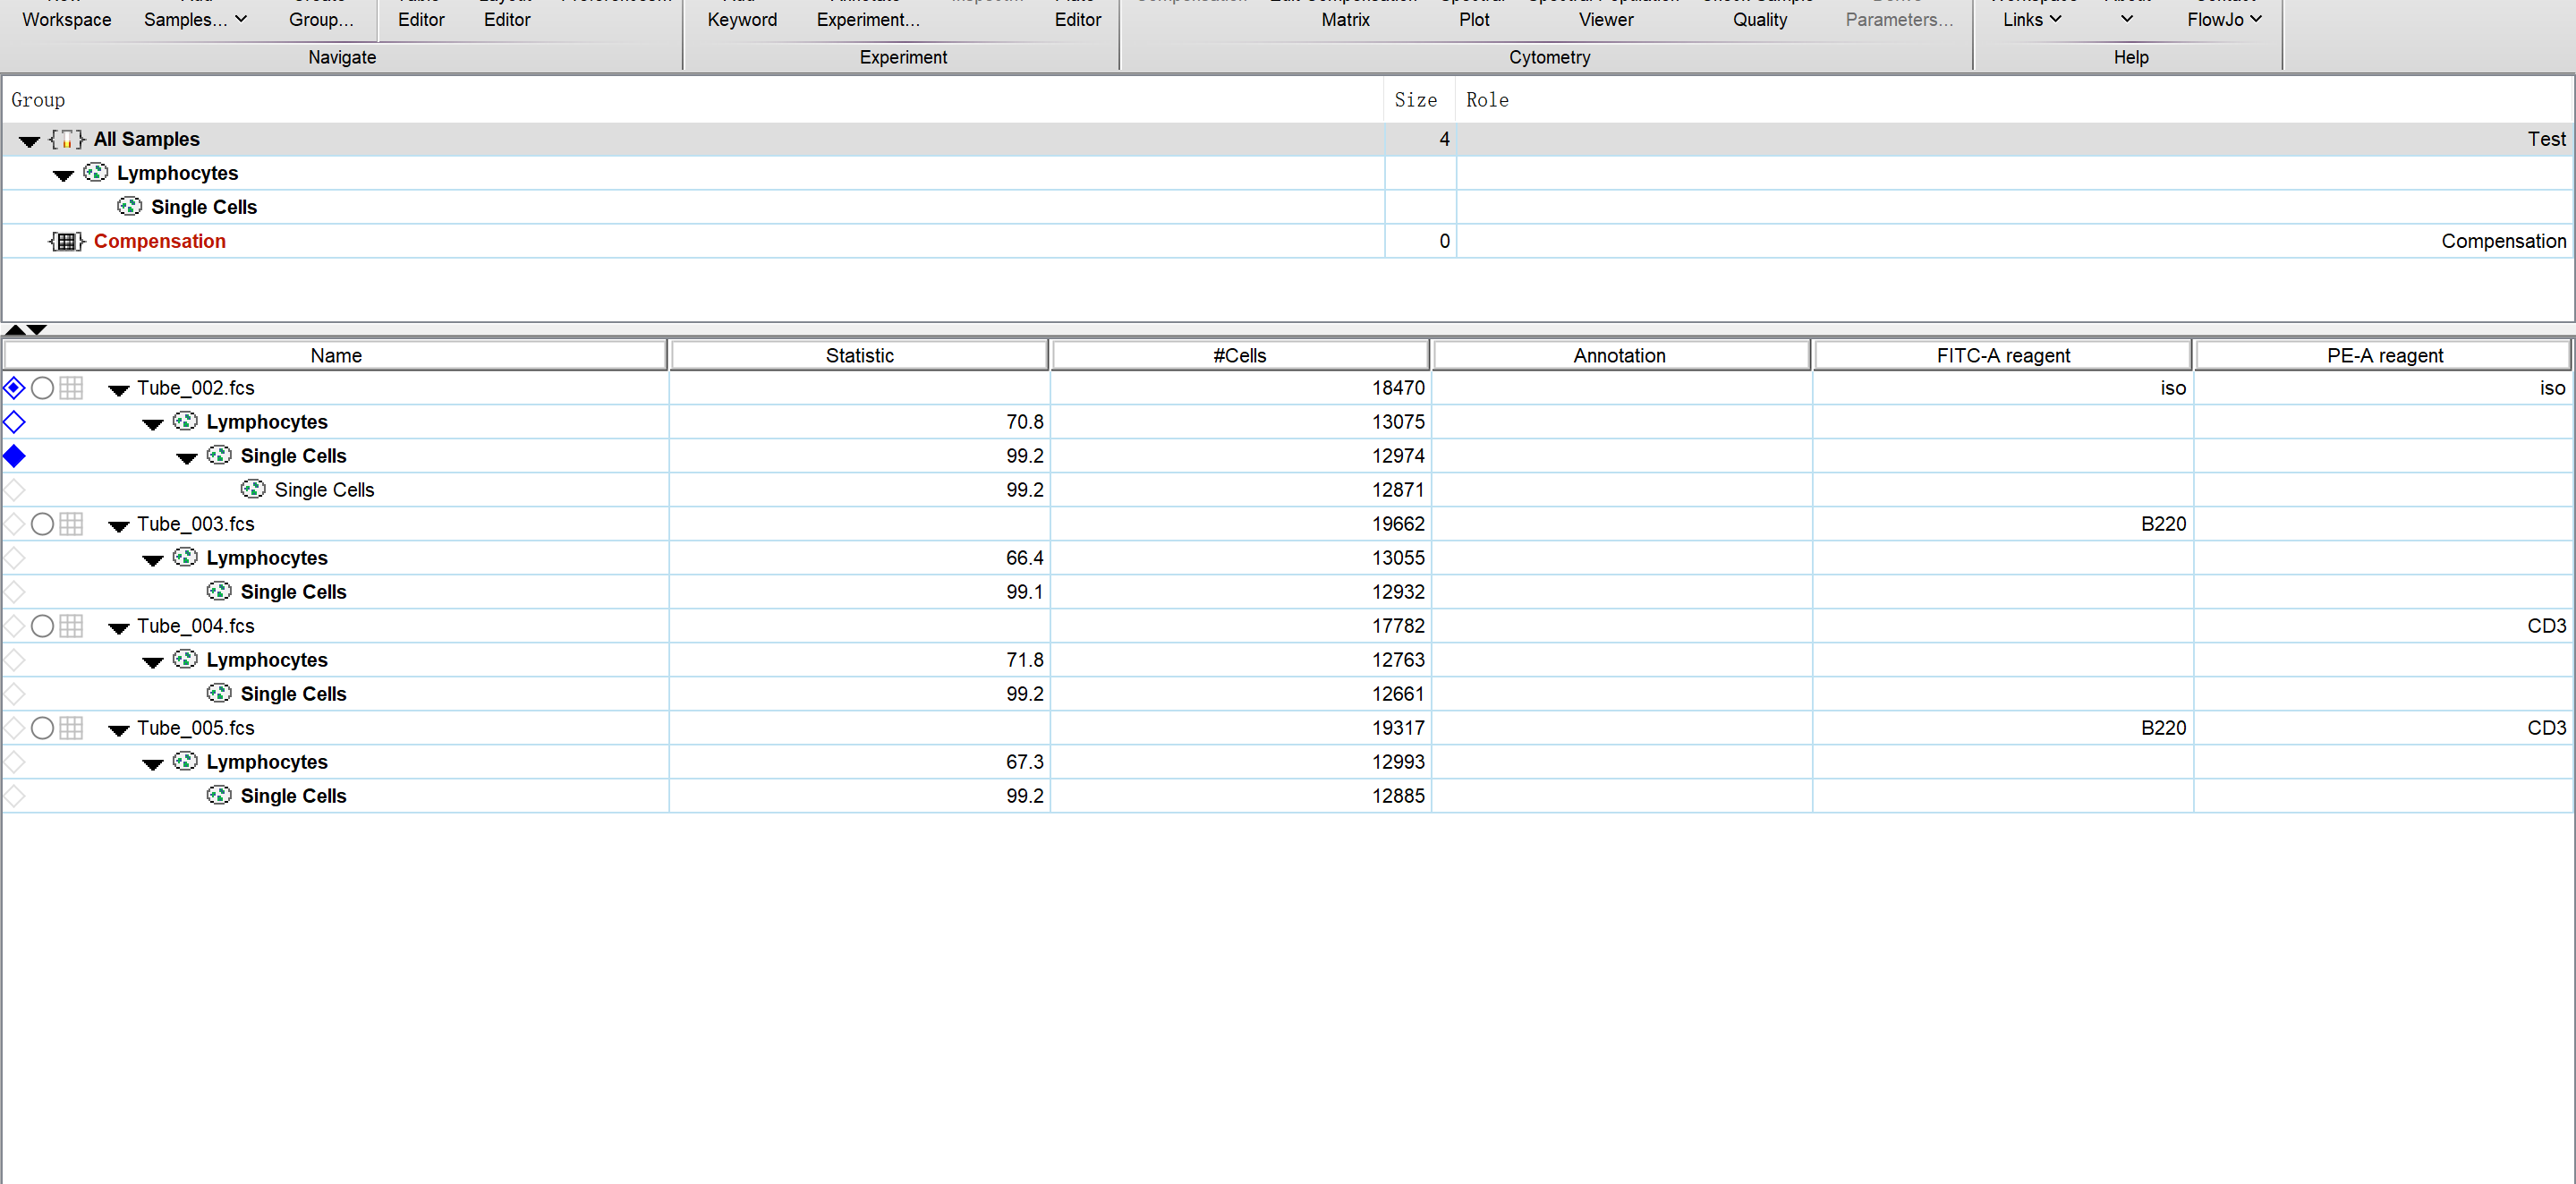 Workspace Samples... Group... Editor Editor Keyword Experiment... Editor Matrix Plot Viewer Quality Parameters... Links FlowJo
Navigate Experiment Cytometry Help
Group Size Role
All Samples 4 Test
Lymphocytes
Single Cells
Compensation 0 Compensation
Name Statistic #Cells Annotation FITC-A reagent PE-A reagent
Tube_002.fcs 18470 iso iso
Lymphocytes 70.8 13075
Single Cells 99.2 12974
Single Cells 99.2 12871
Tube_003.fcs 19662 B220
Lymphocytes 66.4 13055
Single Cells 99.1 12932
Tube_004.fcs 17782 CD3
Lymphocytes 71.8 12763
Single Cells 99.2 12661
Tube_005.fcs 19317 B220 CD3
Lymphocytes 67.3 12993
Single Cells 99.2 12885